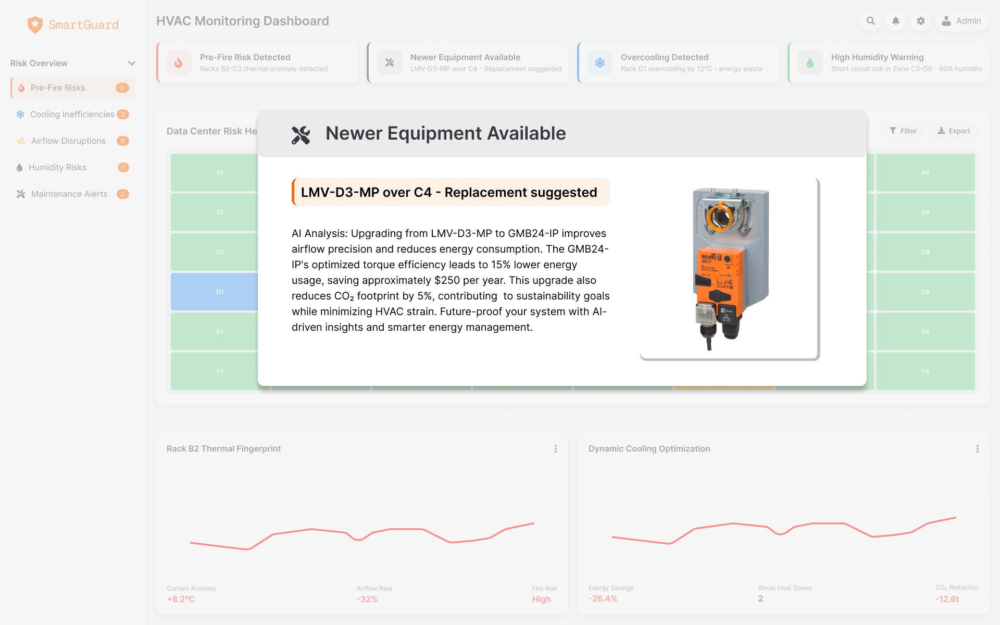 SmartGuard
HVAC Monitoring Dashboard
Admin
Risk Overview
Pre-Fire Risks
3
Cooling Inefficiencies
2
Airflow Disruptions
5
Humidity Risks
1
Maintenance Alerts
2
Pre-Fire Risk Detected
Racks B2-C3 thermal anomaly detected
Newer Equipment Available
LMV-D3-MP over C4 - Replacement suggested
Overcooling Detected
Rack D1 overcooling by 12°C - energy waste
High Humidity Warning
Short circuit risk in Zone C5-D6 - 80% humidity
Data Center Risk He
Filter
Export
A1
A8
B1
B8
C1
C8
D1
D8
E1
E8
F1
F8
Newer Equipment Available
LMV-D3-MP over C4 - Replacement suggested
AI Analysis: Upgrading from LMV-D3-MP to GMB24-IP improves
airflow precision and reduces energy consumption. The GMB24-
IP's optimized torque efficiency leads to 15% lower energy
usage, saving approximately $250 per year. This upgrade also
reduces CO₂ footprint by 5%, contributing  to sustainability goals
while minimizing HVAC strain. Future-proof your system with AI-
driven insights and smarter energy management.
BELIMO
Rack B2 Thermal Fingerprint
Current Anomaly
+8.2°C
Airflow Rate
-32%
Fire Risk
High
Dynamic Cooling Optimization
Energy Savings
-26.4%
Ghost Heat Zones
2
CO₂ Reduction
-12.6t